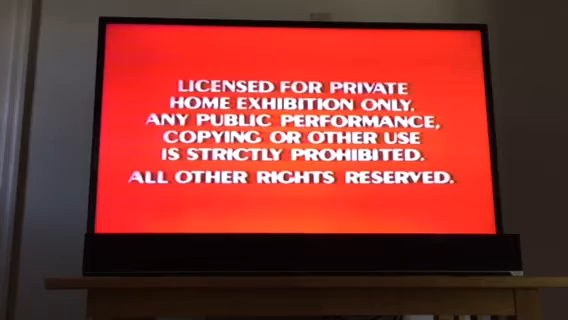 LICENSED FOR PRIVATE
HOME EXHIBITION ONLY.
ANY PUBLIC PERFORMANCE,
COPYING OR OTHER USE
IS STRICTLY PROHIBITED.
ALL OTHER RIGHTS RESERVED.